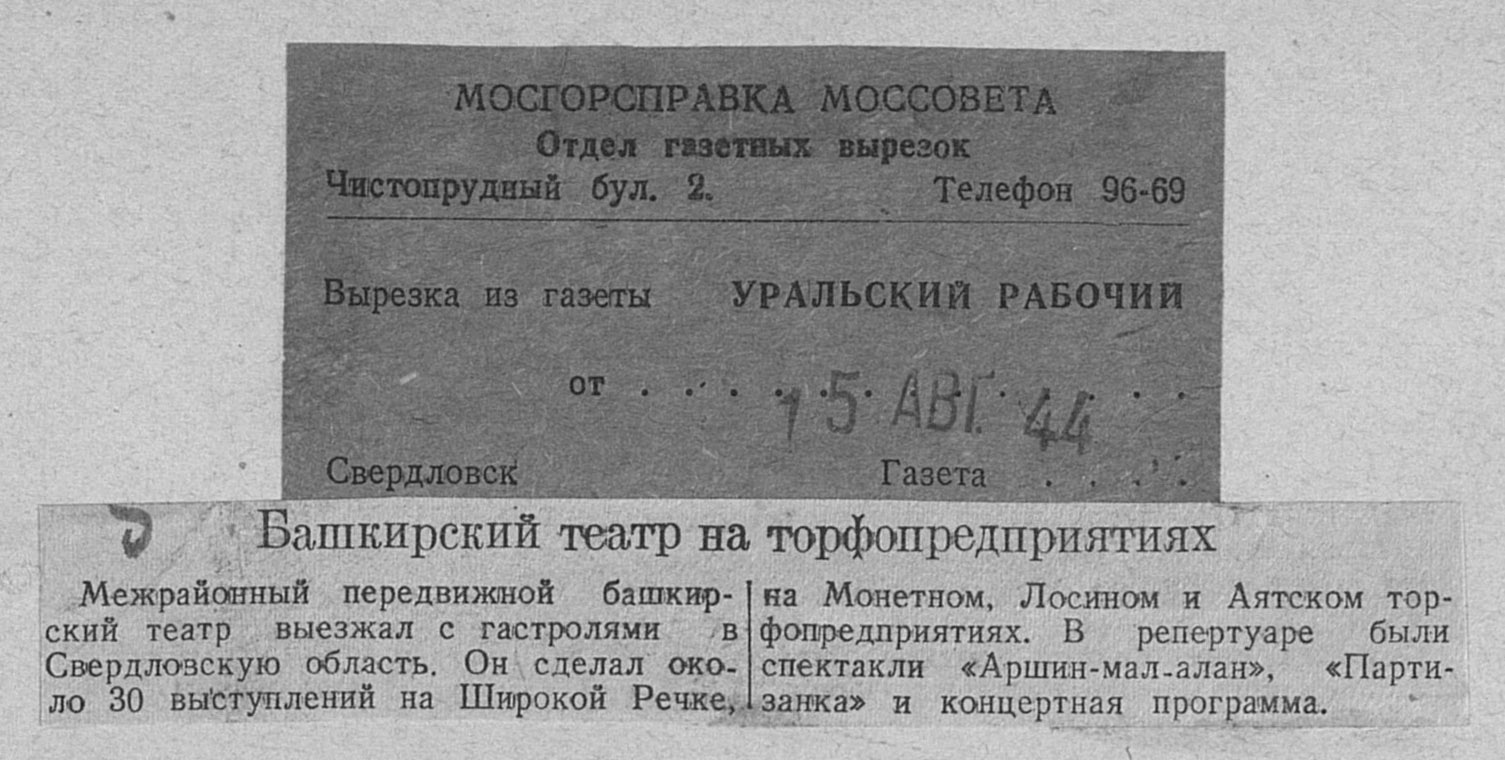 МОСГОРСПРАВКА МОССОВЕТА
Отдел газетных вырезок
Чистопрудный бул. 2. Телефон 96-69
Вырезка из газеты УРАЛЬСКИЙ РАБОЧИЙ
от . . . . . . . . . . . . .
15 АВГ. 44
Свердловск Газета . . . .
Башкирский театр на торфопредприятиях
Межрайонный передвижной башкир-
ский театр выезжал с гастролями в
Свердловскую область. Он сделал око-
ло 30 выступлений на Широкой Речке,
на Монетном, Лосином и Аятском тор-
фопредприятиях. В репертуаре были
спектакли «Аршин-мал-алан», «Парти-
занка» и концертная программа.